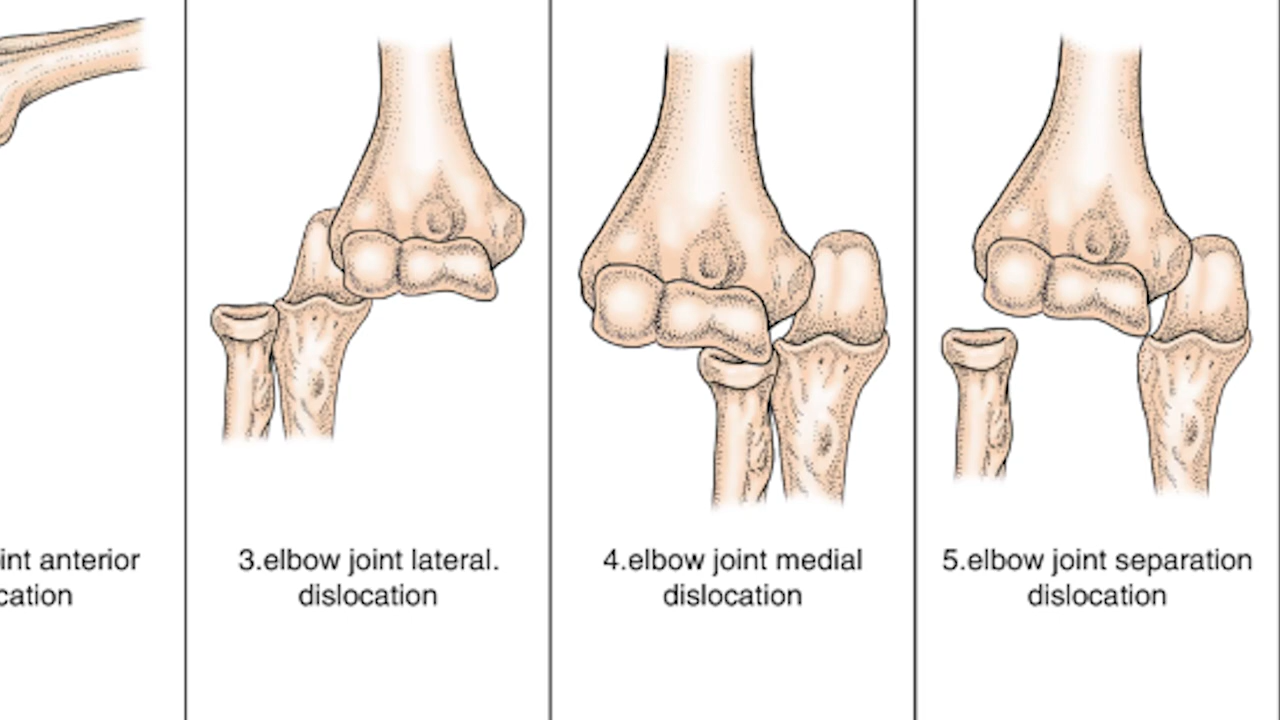 int anterior
cation
3.elbow joint lateral.
dislocation
4.elbow joint medial
dislocation
5.elbow joint separation
dislocation